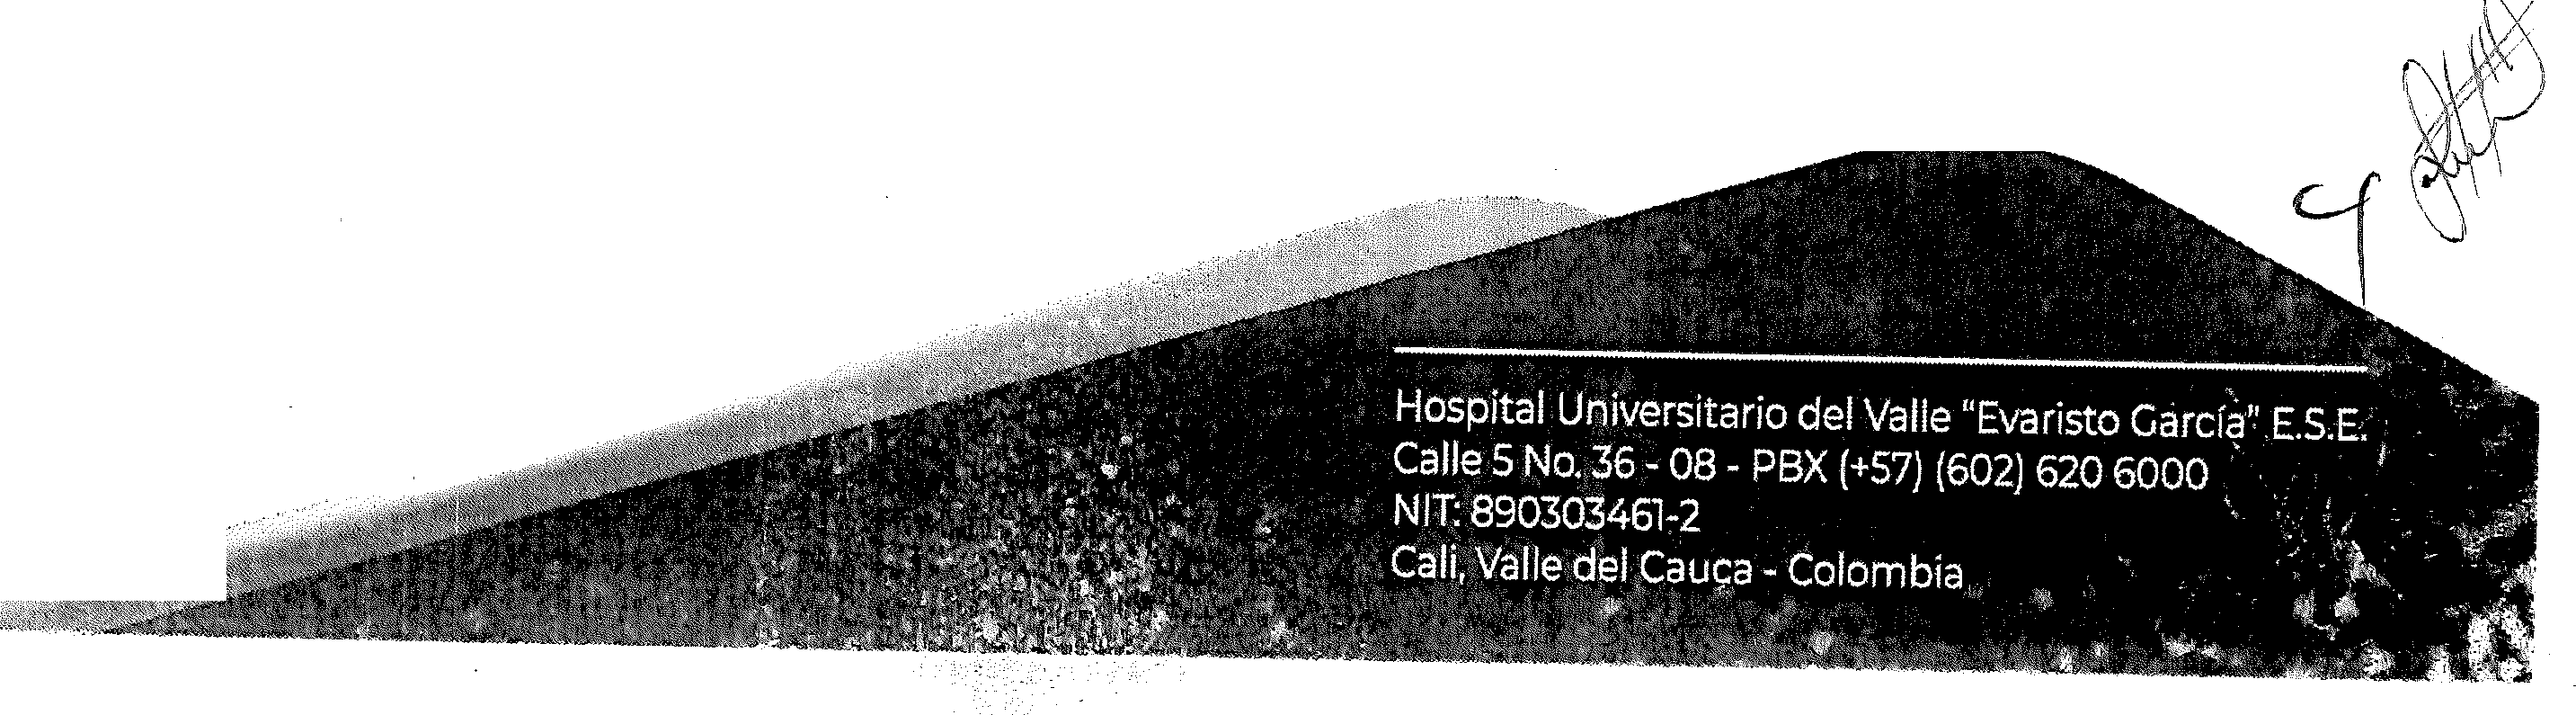 Hospital Universitario del Valle “Evaristo García” E.S.E.
Calle 5 No. 36 - 08 - PBX (+57) (602) 620 6000
NIT: 890303461-2
Cali, Valle del Cauca - Colombia